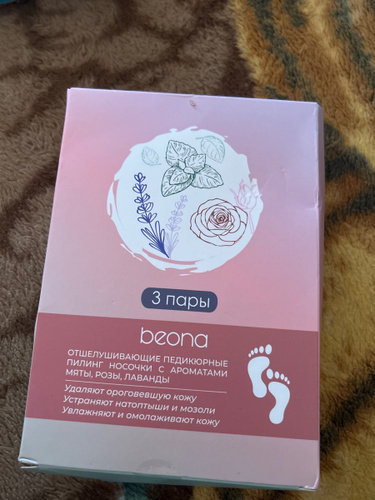 3 пары
beona
ОТШЕЛУШИВАЮЩИЕ ПЕДИКЮРНЫЕ
ПИЛИНГ НОСОЧКИ С АРОМАТАМИ
МЯТЫ, РОЗЫ, ЛАВАНДЫ
Удаляют ороговевшую кожу
Устраняют натоптыши и мозоли
Увлажняют и омолаживают кожу